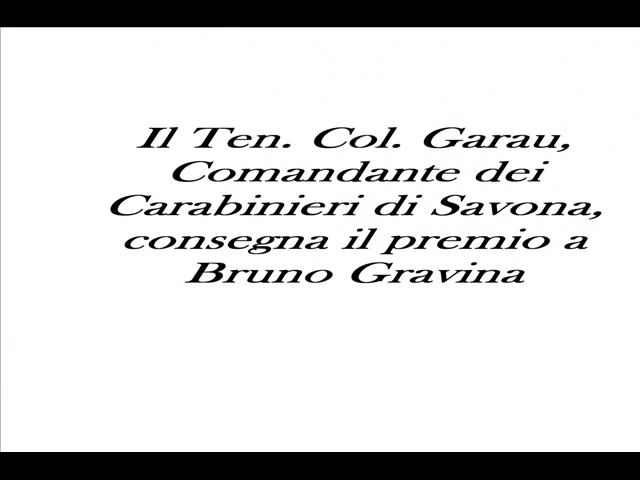 Il Ten. Col. Garau,
Comandante dei
Carabinieri di Savona,
consegna il premio a
Bruno Gravina